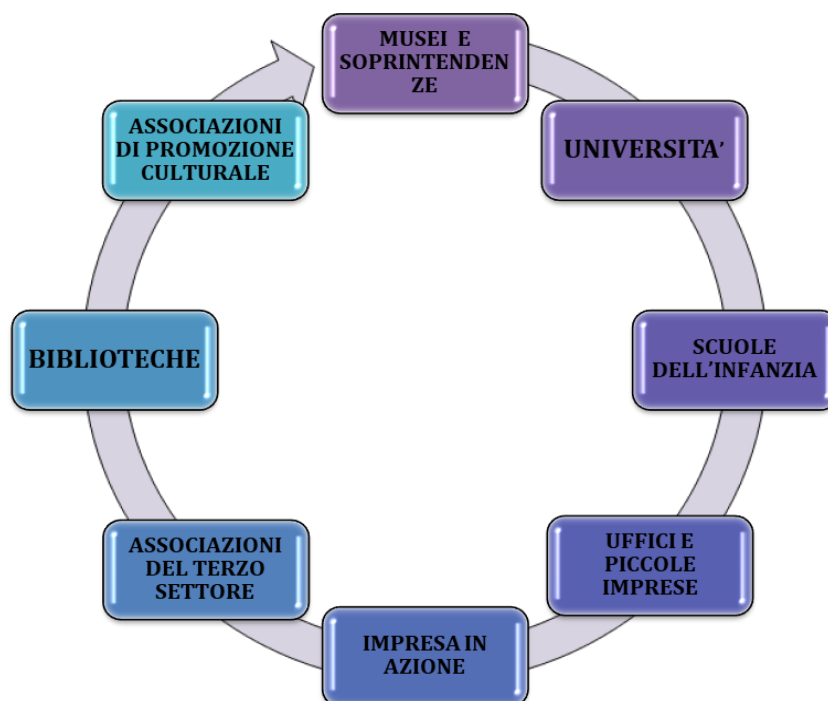 MUSEI E
SOPRINTENDEN
ZE
UNIVERSITA’
SCUOLE
DELL’INFANZIA
UFFICI E
PICCOLE
IMPRESE
IMPRESA IN
AZIONE
ASSOCIAZIONI
DEL TERZO
SETTORE
BIBLIOTECHE
ASSOCIAZIONI
DI PROMOZIONE
CULTURALE